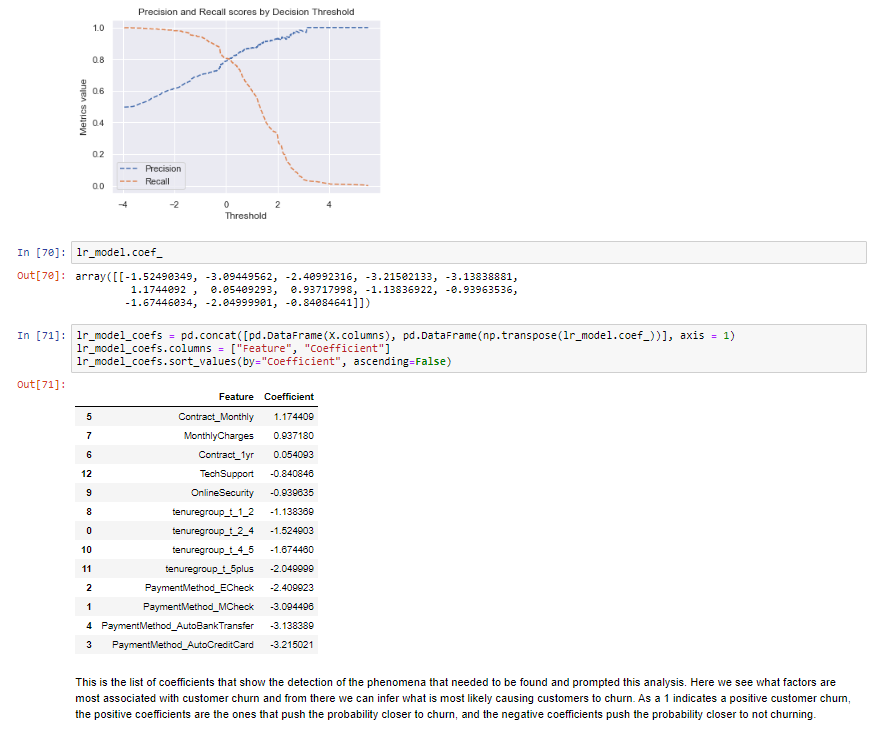 Precision and Recall scores by Decision Threshold
1.0
0.8
0.6
0.4
0.2
0.0
Metrics value
Precision
Recall
-4 -2 0 2 4
Threshold
In [70]: lr_model.coef_
Out[70]: array([[-1.52490349, -3.09449562, -2.40992316, -3.21502133, -3.13838881,
1.1744092 , 0.05409293, 0.93717998, -1.13836922, -0.93963536,
-1.67446034, -2.04999901, -0.84084641]])
In [71]: lr_model_coefs = pd.concat([pd.DataFrame(X.columns), pd.DataFrame(np.transpose(lr_model.coef_))], axis = 1)
lr_model_coefs.columns = ["Feature", "Coefficient"]
lr_model_coefs.sort_values(by="Coefficient", ascending=False)
Out[71]:
Feature Coefficient
5 Contract_Monthly 1.174409
7 MonthlyCharges 0.937180
6 Contract_1yr 0.054093
12 TechSupport -0.840846
9 OnlineSecurity -0.939635
8 tenuregroup_t_1_2 -1.138369
0 tenuregroup_t_2_4 -1.524903
10 tenuregroup_t_4_5 -1.674460
11 tenuregroup_t_5plus -2.049999
2 PaymentMethod_ECheck -2.409923
1 PaymentMethod_MCheck -3.094496
4 PaymentMethod_AutoBankTransfer -3.138389
3 PaymentMethod_AutoCreditCard -3.215021
This is the list of coefficients that show the detection of the phenomena that needed to be found and prompted this analysis. Here we see what factors are
most associated with customer churn and from there we can infer what is most likely causing customers to churn. As a 1 indicates a positive customer churn,
the positive coefficients are the ones that push the probability closer to churn, and the negative coefficients push the probability closer to not churning.